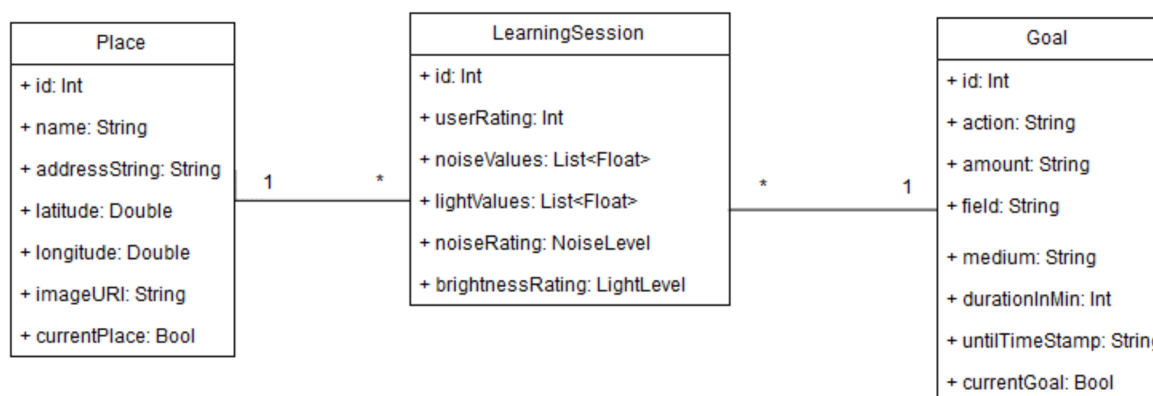 Place
+ id: Int
+ name: String
+ addressString: String
+ latitude: Double
+ longitude: Double
+ imageURI: String
+ currentPlace: Bool
1
*
LearningSession
+ id: Int
+ userRating: Int
+ noiseValues: List<Float>
+ lightValues: List<Float>
+ noiseRating: NoiseLevel
+ brightnessRating: LightLevel
*
1
Goal
+ id: Int
+ action: String
+ amount: String
+ field: String
+ medium: String
+ durationInMin: Int
+ untilTimeStamp: String
+ currentGoal: Bool